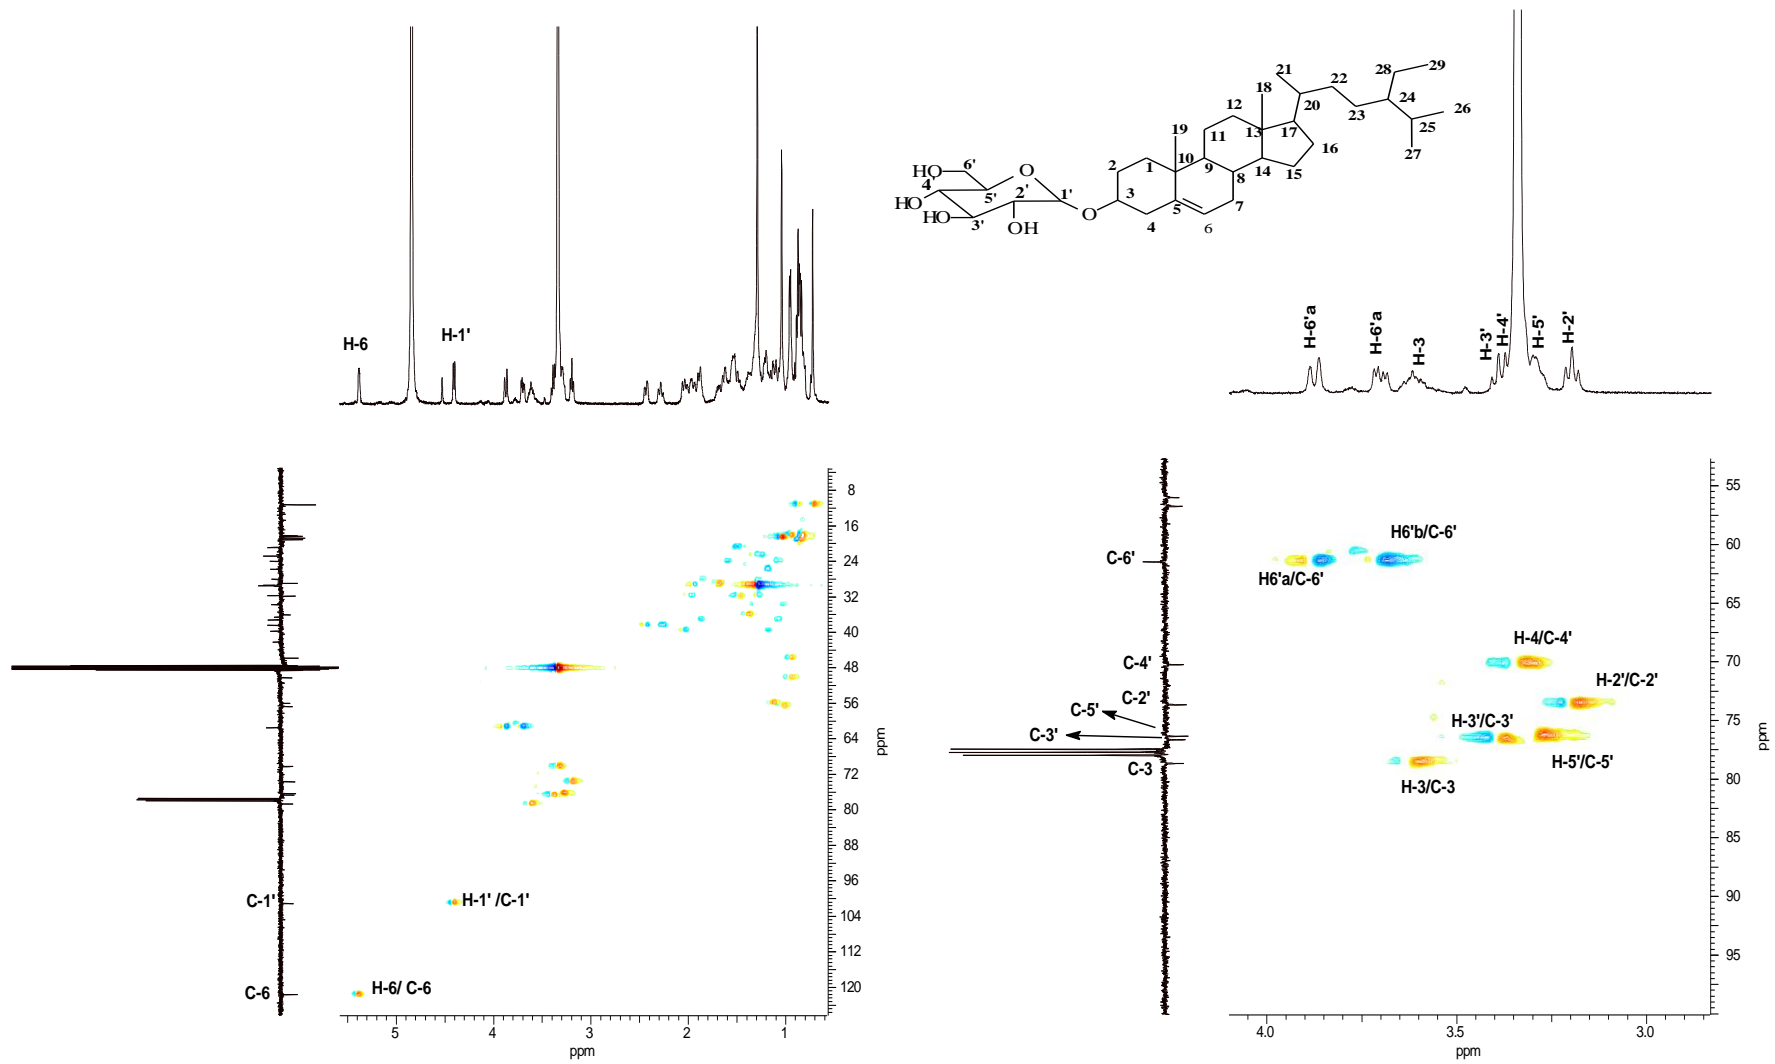 H-6
H-1'
21
28
29
22
18
24
26
12
20
23
19
11
13
17
25
27
16
6'
HO
O
2
1
10
9
14
15
4'
5'
2'
1'
3
8
HO
HO
O
5
7
3'
OH
4
6
H-6'a
H-6'a
H-3
H-3'
H-4'
H-5'
H-2'
8
16
24
32
40
48
56
64
72
80
88
96
104
112
120
ppm
C-1'
H-1' /C-1'
C-6
H-6/ C-6
5
4
3
2
1
ppm
55
60
65
70
75
80
85
90
95
ppm
H6'b/C-6'
C-6'
H6'a/C-6'
H-4/C-4'
C-4'
H-2'/C-2'
C-2'
C-5'
H-3'/C-3'
C-3'
H-5'/C-5'
C-3
H-3/C-3
4.0
3.5
3.0
ppm